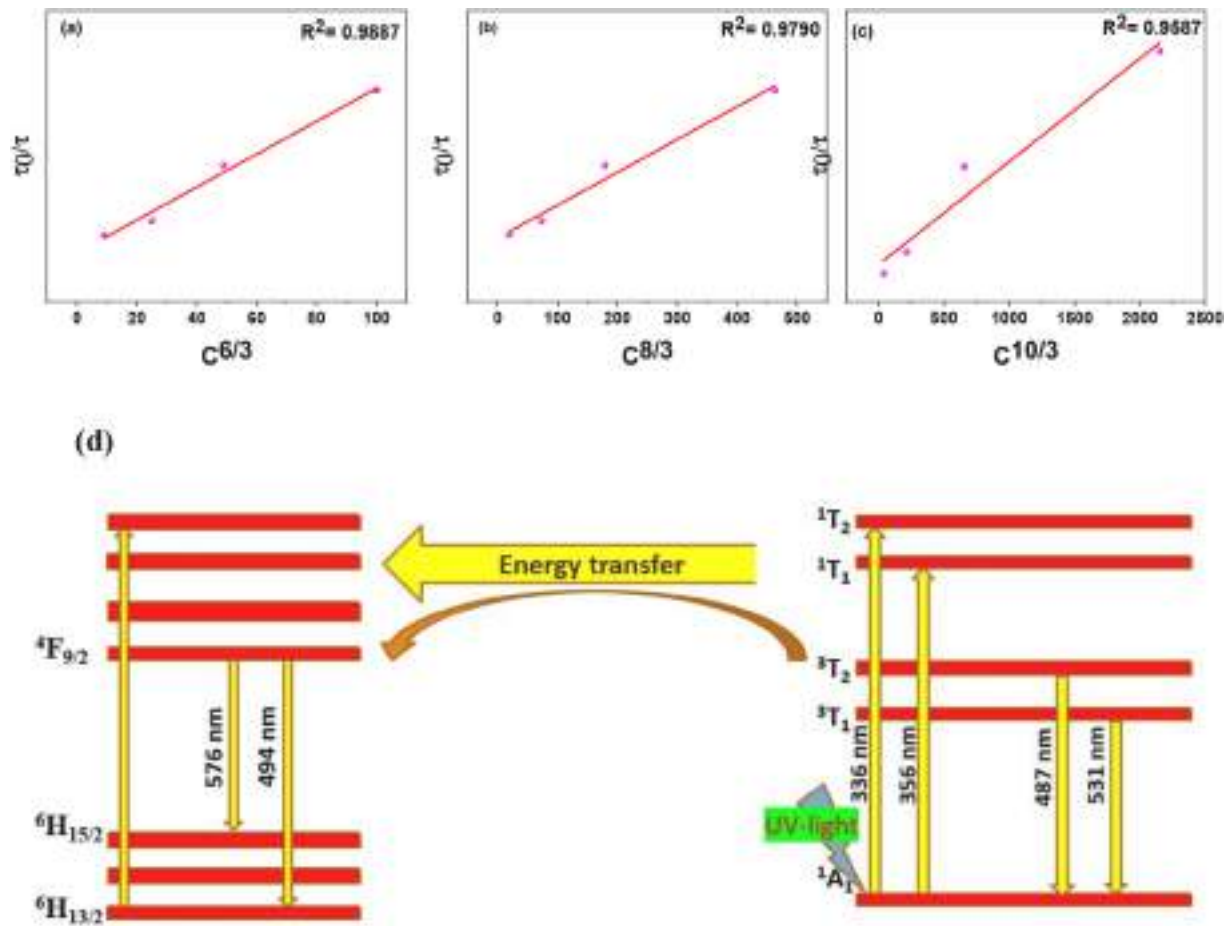 (a) R²= 0.9887
τ₀/τ
0 20 40 60 80 100
C6/3
(b) R²= 0.9790
τ₀/τ
0 100 200 300 400 500
C8/3
(c) R²= 0.9587
τ₀/τ
0 500 1000 1500 2000 2500
C10/3
(d)
⁴F9/2
576 nm
494 nm
⁶H15/2
⁶H13/2
Energy transfer
¹T₂
¹T₁
³T₂
³T₁
336 nm
356 nm
487 nm
531 nm
UV-light
¹A₁